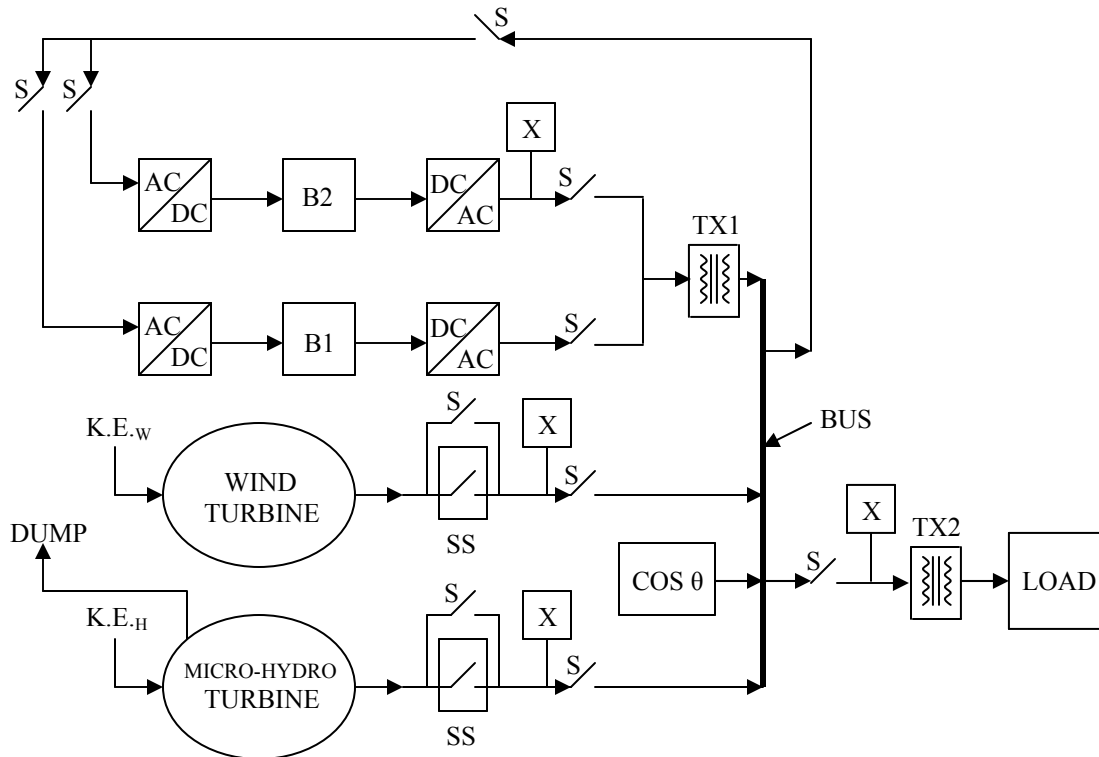 S
S
S
X
AC
DC
B2
DC
AC
S
TX1
AC
DC
B1
DC
AC
S
K.E.W
WIND
TURBINE
S
SS
X
S
BUS
DUMP
K.E.H
MICRO-HYDRO
TURBINE
S
SS
X
S
COS θ
S
X
TX2
LOAD